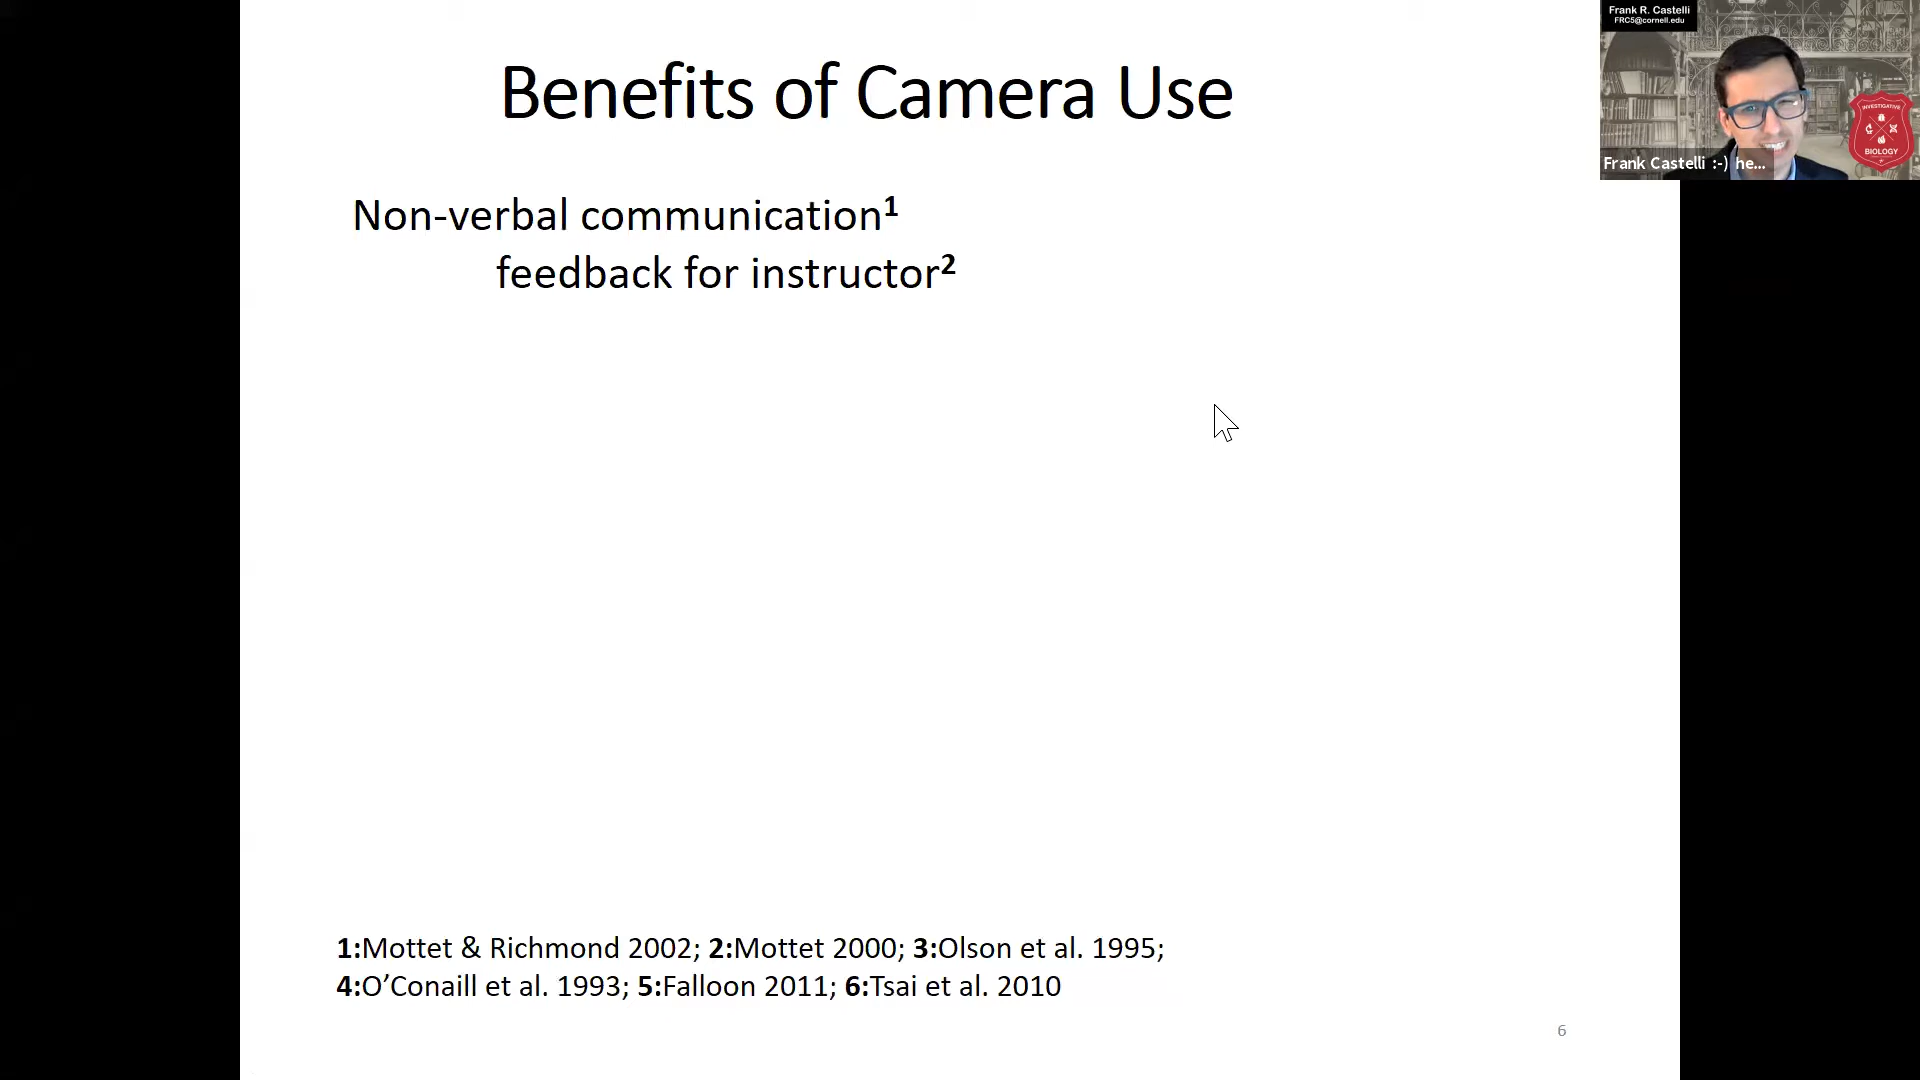 Benefits of Camera Use
Frank R. Castelli
FRC5@cornell.edu
INVESTIGATIVE
BIOLOGY
Frank Castelli :-) he...
Non-verbal communication¹
feedback for instructor²
1:Mottet & Richmond 2002; 2:Mottet 2000; 3:Olson et al. 1995;
4:O’Conaill et al. 1993; 5:Falloon 2011; 6:Tsai et al. 2010
6